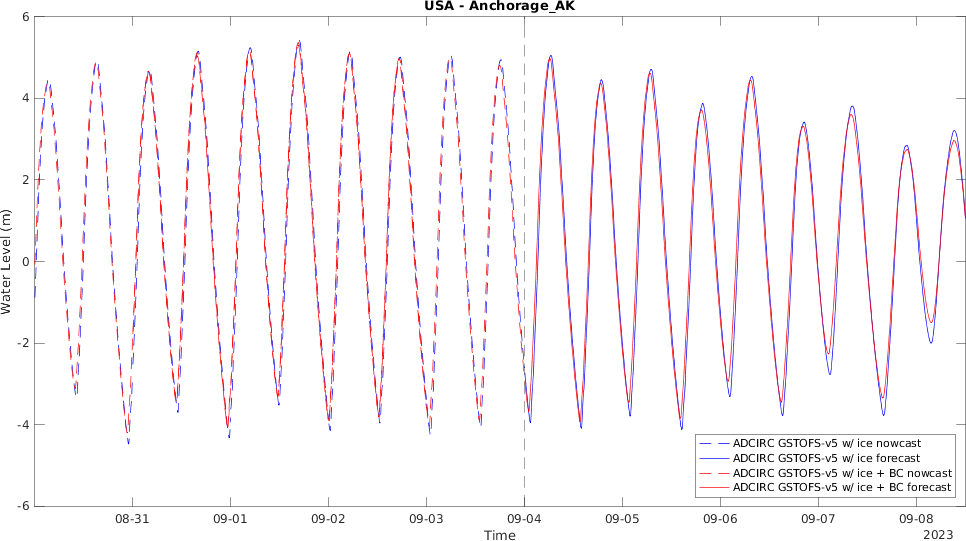 USA - Anchorage_AK
6
4
2
0
-2
-4
-6
Water Level (m)
ADCIRC GSTOFS-v5 w/ ice nowcast
ADCIRC GSTOFS-v5 w/ ice forecast
ADCIRC GSTOFS-v5 w/ ice + BC nowcast
ADCIRC GSTOFS-v5 w/ ice + BC forecast
08-31 09-01 09-02 09-03 09-04 09-05 09-06 09-07 09-08
Time
2023